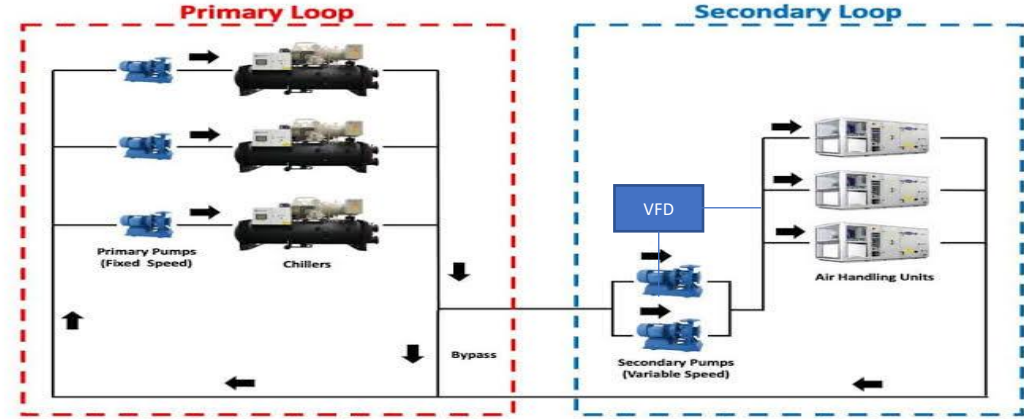 Primary Loop
Secondary Loop
VFD
Primary Pumps
(Fixed Speed)
Chillers
Air Handling Units
Bypass
Secondary Pumps
(Variable Speed)